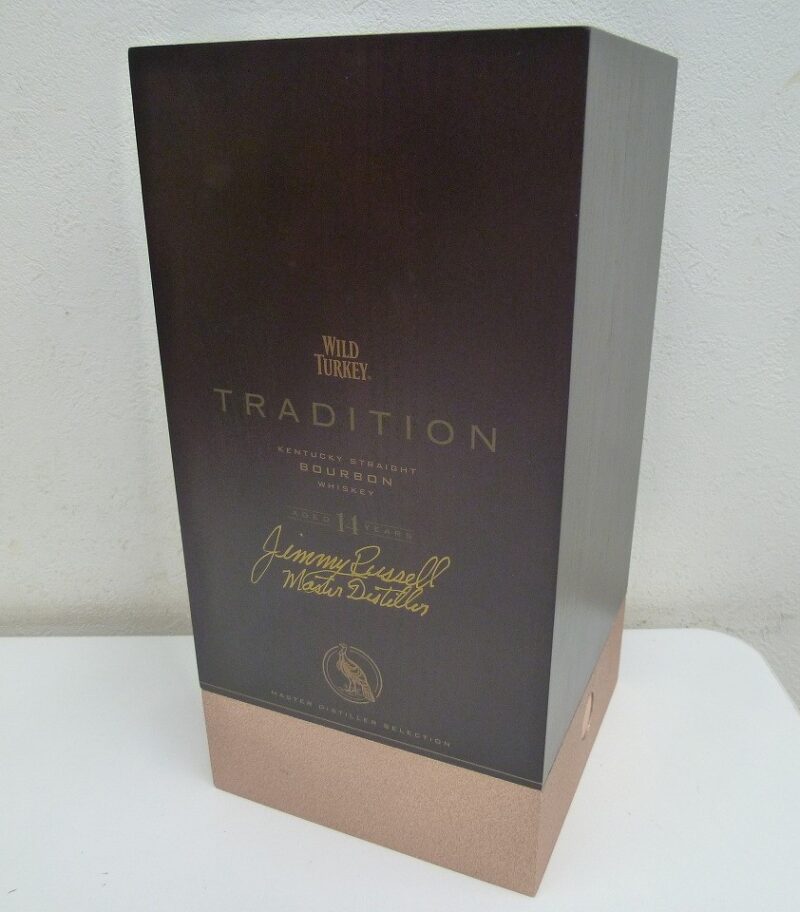 WILD
TURKEY®
TRADITION
KENTUCKY STRAIGHT
BOURBON
WHISKEY
AGED 14 YEARS
Jimmy Russell
Master Distiller
MASTER DISTILLER SELECTION